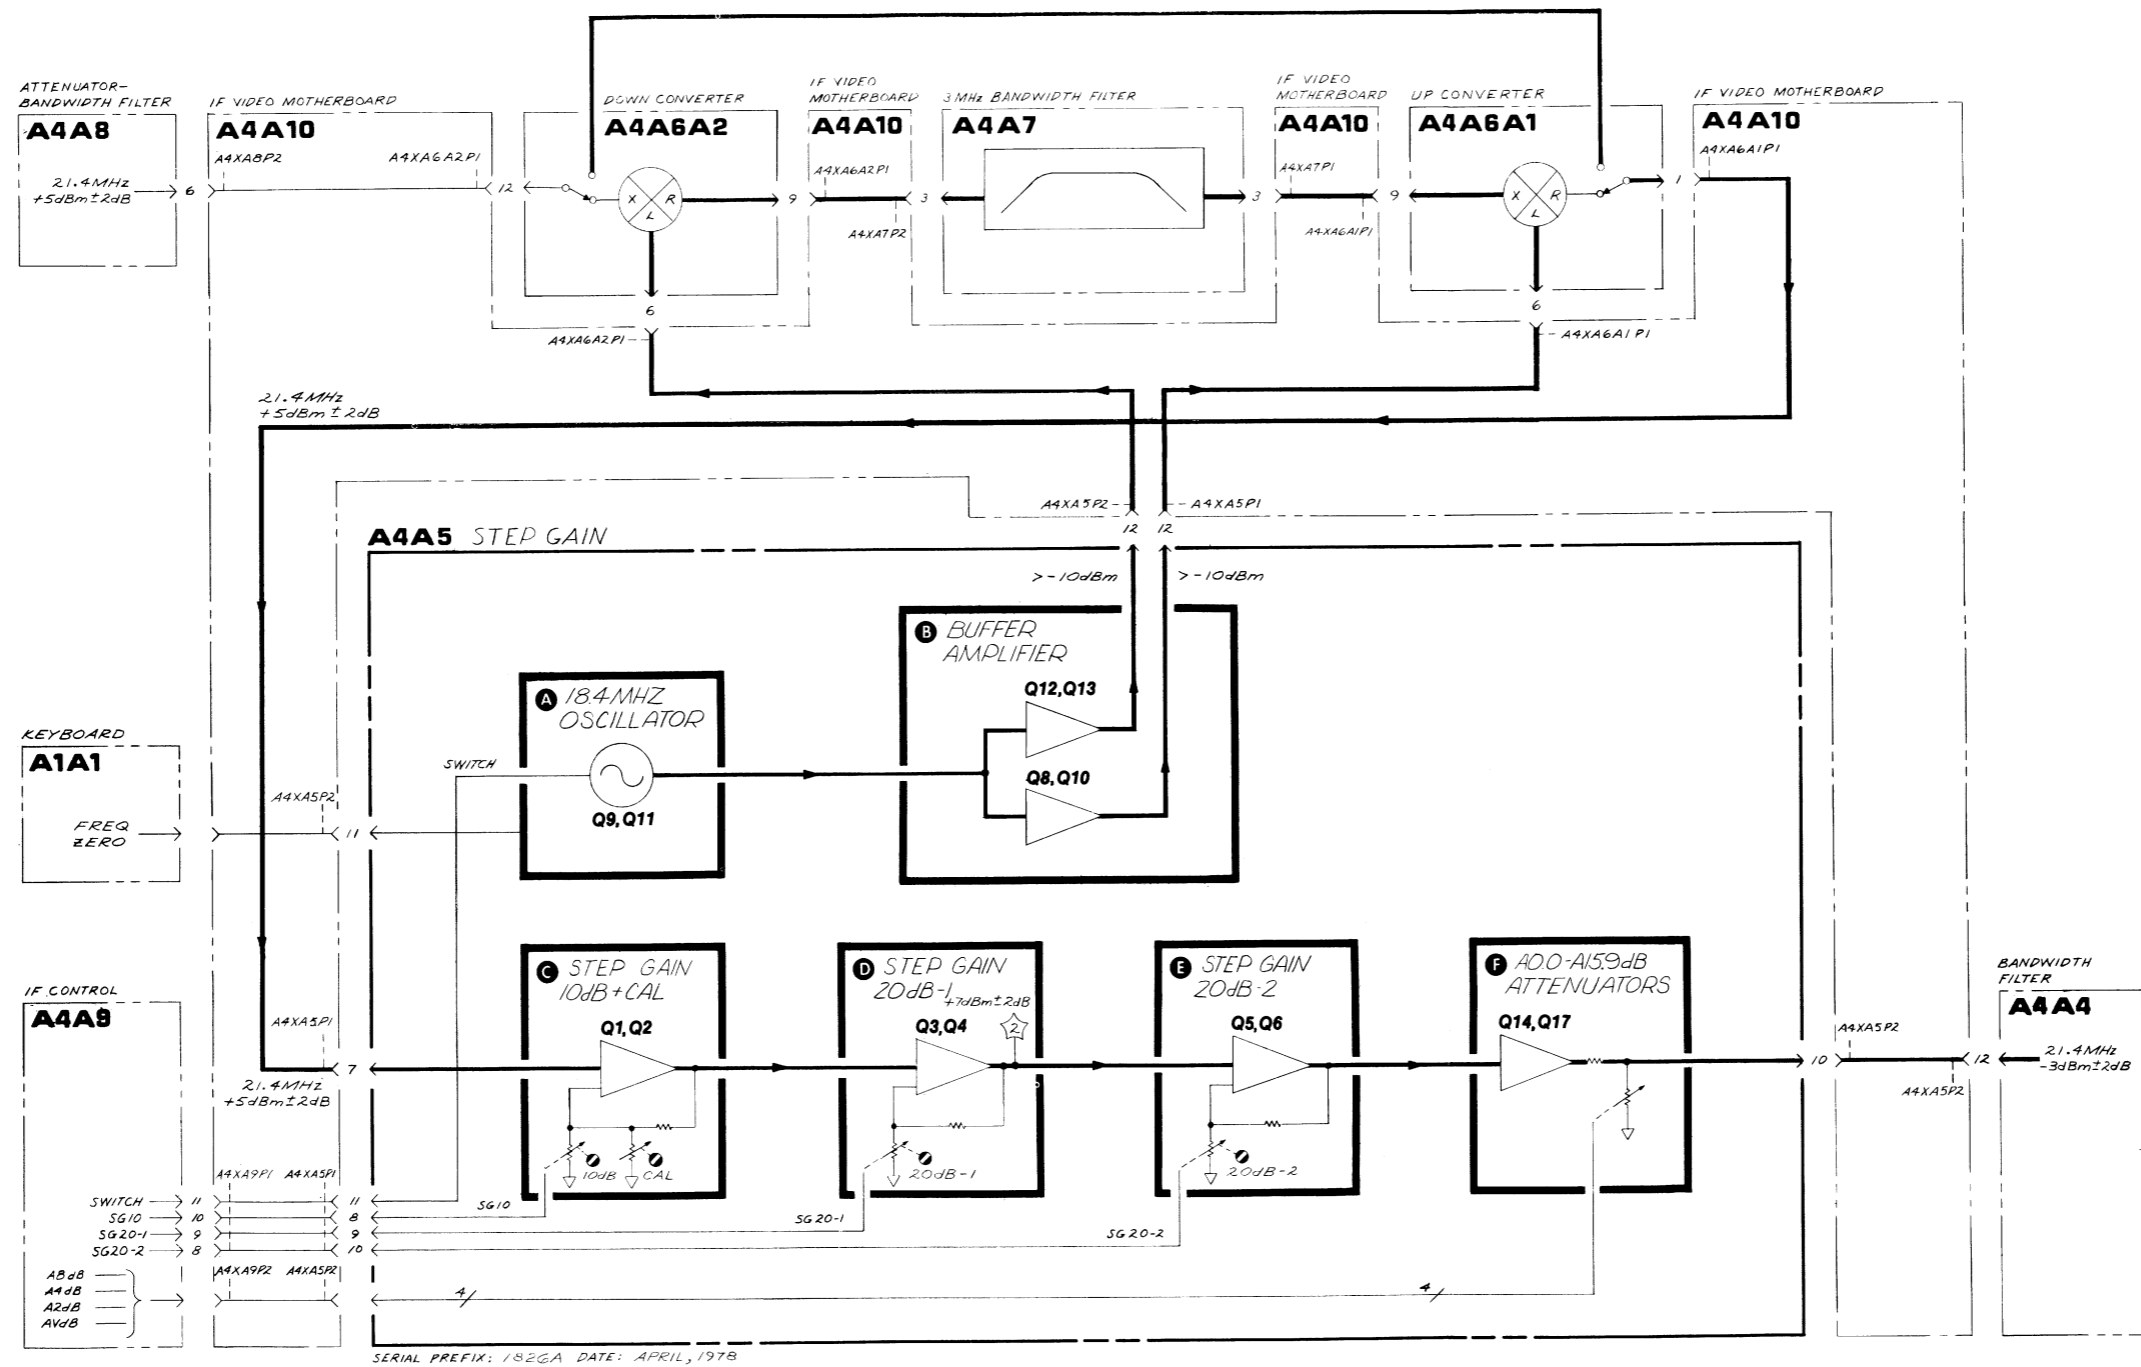 ATTENUATOR-
BANDWIDTH FILTER
A4A8
21.4MHz
+5dBm±2dB
6
IF VIDEO MOTHERBOARD
A4A10
A4XA8P2
A4XA6A2P1
12
DOWN CONVERTER
A4A6A2
X R
L
9
6
A4XA6A2P1
IF VIDEO
MOTHERBOARD
A4A10
A4XA6A2P1
A4XA7P2
3
3MHz BANDWIDTH FILTER
A4A7
3
IF VIDEO
MOTHERBOARD
A4A10
A4XA7P1
A4XA6A1P1
9
UP CONVERTER
A4A6A1
X R
L
1
6
A4XA6A1P1
IF VIDEO MOTHERBOARD
A4A10
A4XA6A1P1
21.4MHz
+5dBm±2dB
A4XA5P2
A4XA5P1
12 12
A4A5 STEP GAIN
>-10dBm
>-10dBm
B BUFFER
AMPLIFIER
Q12,Q13
Q8,Q10
A 18.4MHZ
OSCILLATOR
SWITCH
Q9,Q11
KEYBOARD
A1A1
FREQ
ZERO
A4XA5P2
11
C STEP GAIN
10dB+CAL
Q1,Q2
10dB
CAL
D STEP GAIN
20dB-1
+7dBm±2dB
Q3,Q4
2
20dB-1
E STEP GAIN
20dB-2
Q5,Q6
20dB-2
F A0.0-A15.9dB
ATTENUATORS
Q14,Q17
A4XA5P2
10
12
A4XA5P2
BANDWIDTH
FILTER
A4A4
21.4MHz
-3dBm±2dB
IF CONTROL
A4A9
A4XA5P1
7
21.4MHz
+5dBm±2dB
A4XA9P1 A4XA5P1
SWITCH 11 11
SG10 10 8 SG10
SG20-1 9 9 SG20-1
SG20-2 8 10 SG20-2
A4XA9P2 A4XA5P2
A8dB
A4dB
A2dB
AVdB
4
4
SERIAL PREFIX: 1826A DATE: APRIL, 1978